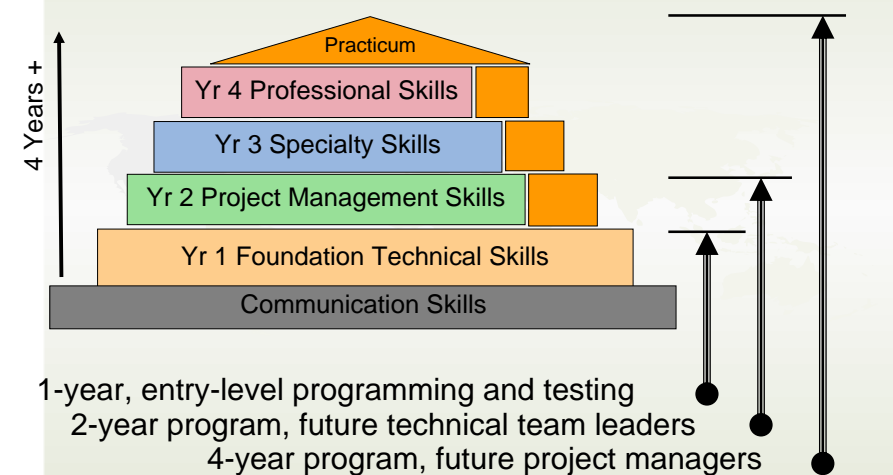 Practicum
Yr 4 Professional Skills
Yr 3 Specialty Skills
Yr 2 Project Management Skills
Yr 1 Foundation Technical Skills
Communication Skills
4 Years +
1-year, entry-level programming and testing
2-year program, future technical team leaders
4-year program, future project managers